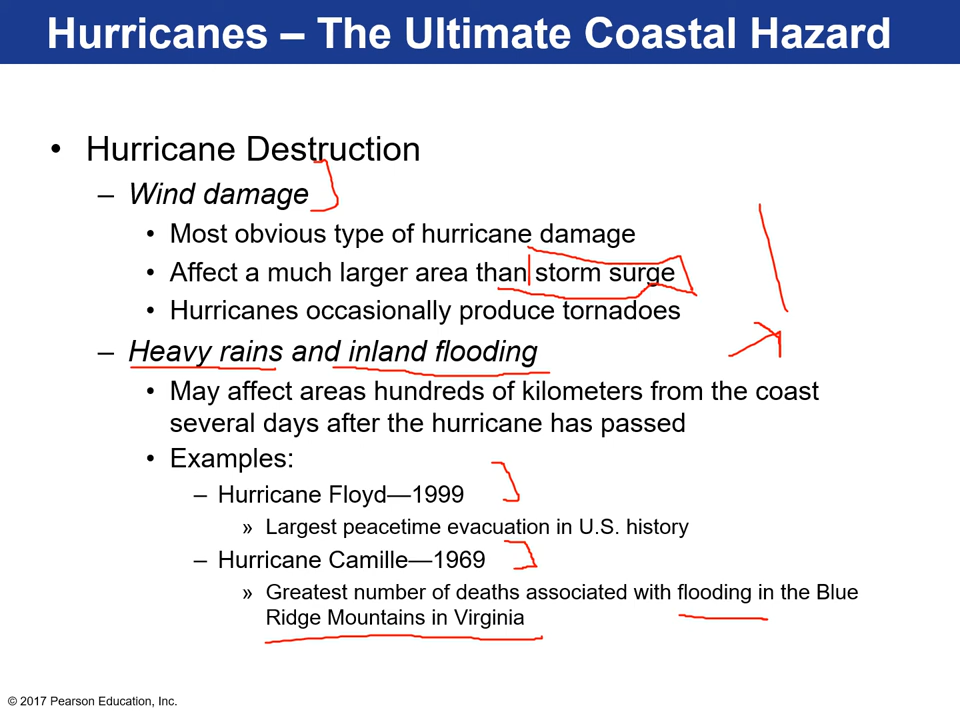 Hurricanes – The Ultimate Coastal Hazard
• Hurricane Destruction
– Wind damage
• Most obvious type of hurricane damage
• Affect a much larger area than storm surge
• Hurricanes occasionally produce tornadoes
– Heavy rains and inland flooding
• May affect areas hundreds of kilometers from the coast
several days after the hurricane has passed
• Examples:
– Hurricane Floyd—1999
» Largest peacetime evacuation in U.S. history
– Hurricane Camille—1969
» Greatest number of deaths associated with flooding in the Blue
Ridge Mountains in Virginia
© 2017 Pearson Education, Inc.